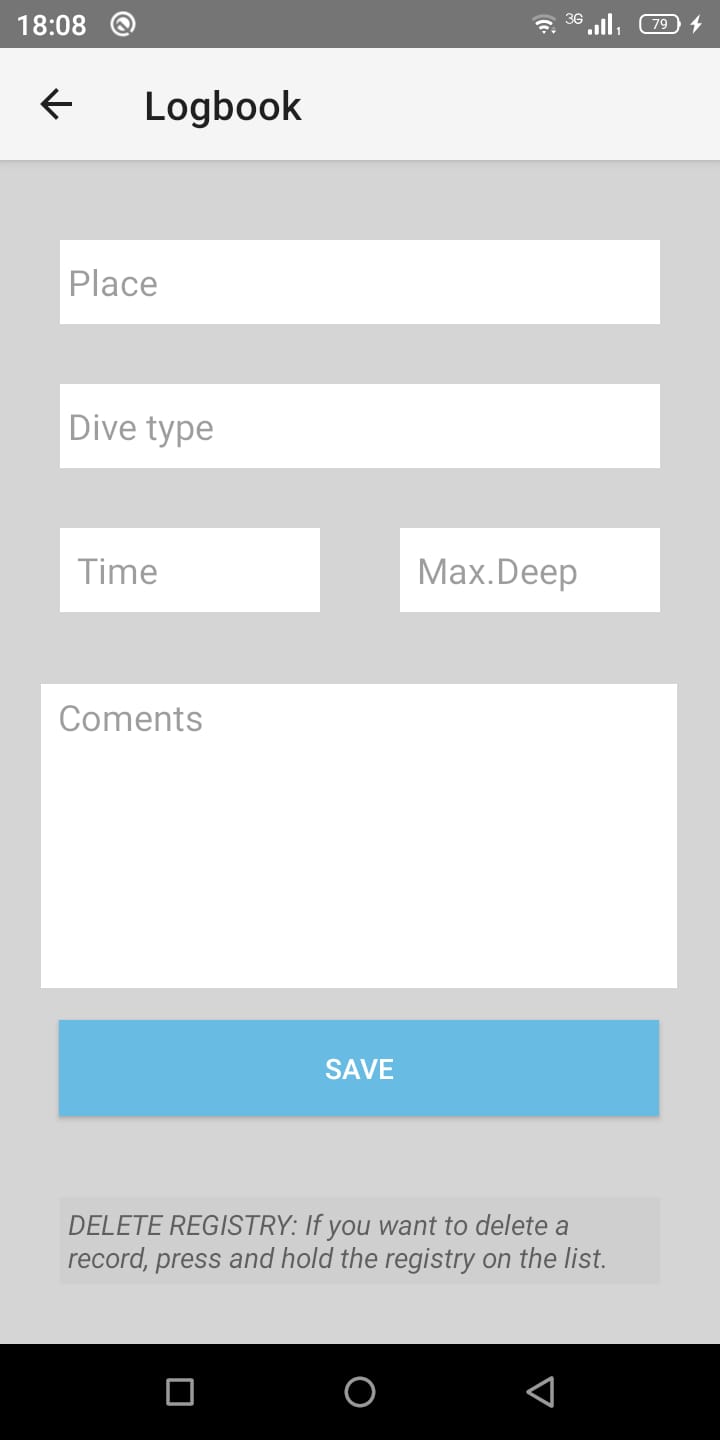 18:08 3G 1 79
Logbook
Place
Dive type
Time Max.Deep
Coments
SAVE
DELETE REGISTRY: If you want to delete a
record, press and hold the registry on the list.